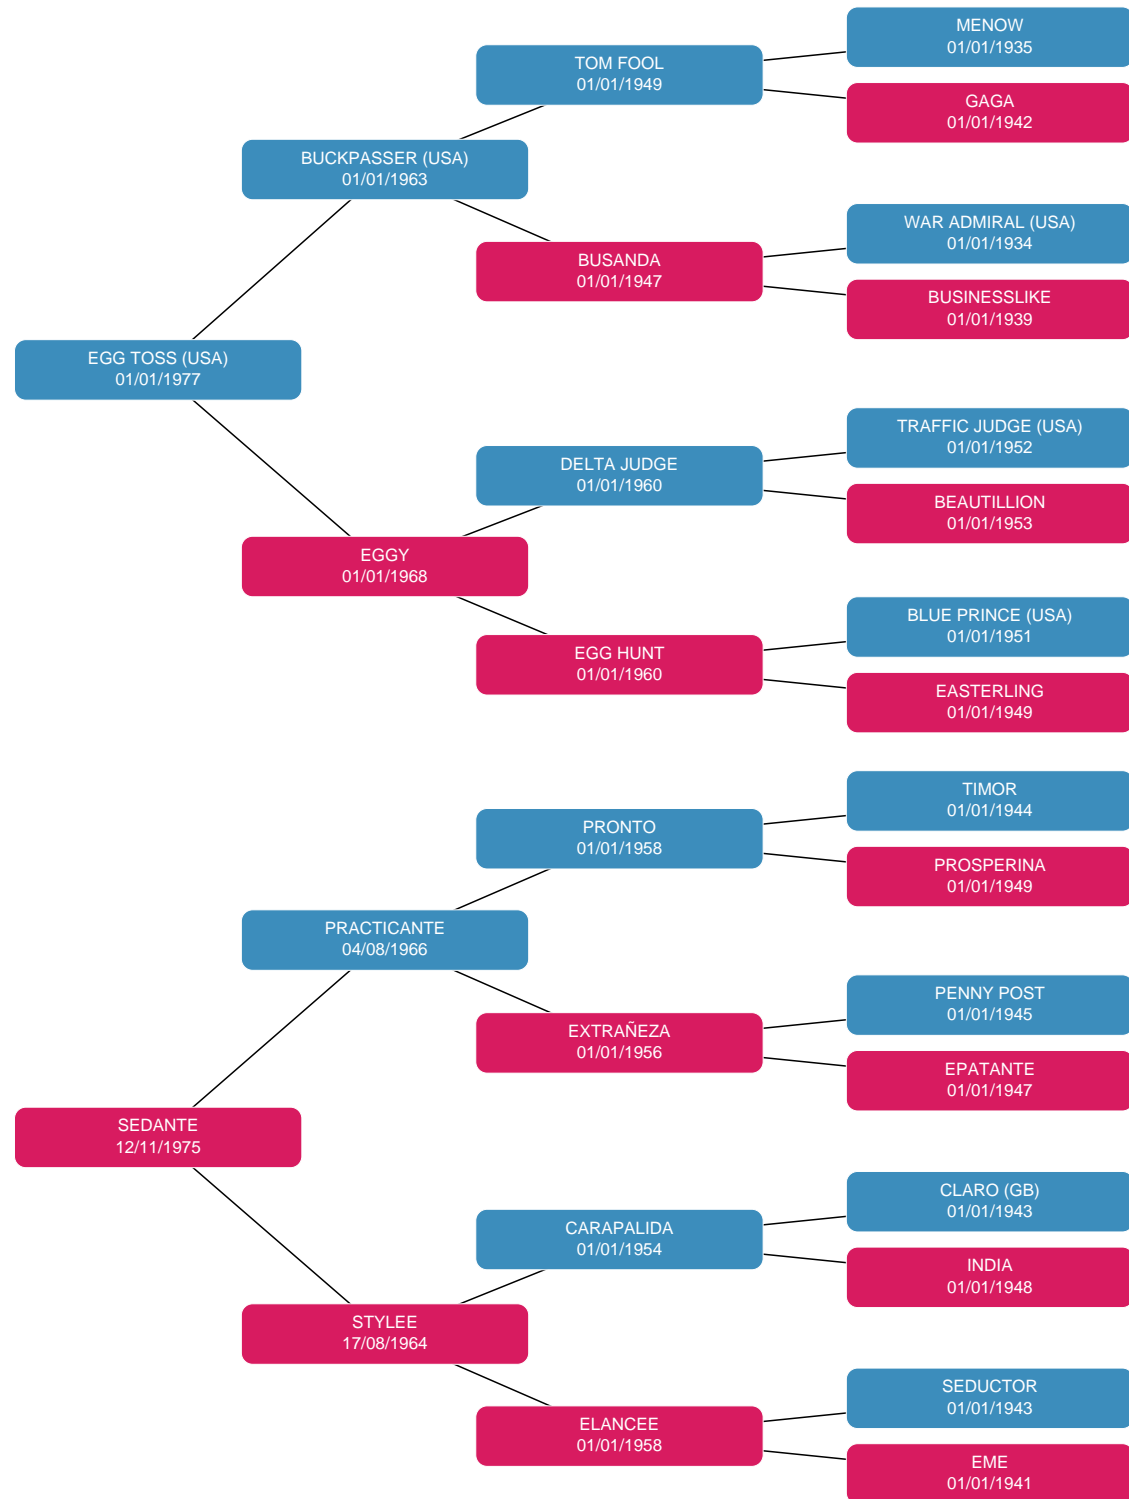 MENOW
01/01/1935
TOM FOOL
01/01/1949
GAGA
01/01/1942
BUCKPASSER (USA)
01/01/1963
WAR ADMIRAL (USA)
01/01/1934
BUSANDA
01/01/1947
BUSINESSLIKE
01/01/1939
EGG TOSS (USA)
01/01/1977
TRAFFIC JUDGE (USA)
01/01/1952
DELTA JUDGE
01/01/1960
BEAUTILLION
01/01/1953
EGGY
01/01/1968
BLUE PRINCE (USA)
01/01/1951
EGG HUNT
01/01/1960
EASTERLING
01/01/1949
TIMOR
01/01/1944
PRONTO
01/01/1958
PROSPERINA
01/01/1949
PRACTICANTE
04/08/1966
PENNY POST
01/01/1945
EXTRAÑEZA
01/01/1956
EPATANTE
01/01/1947
SEDANTE
12/11/1975
CLARO (GB)
01/01/1943
CARAPALIDA
01/01/1954
INDIA
01/01/1948
STYLEE
17/08/1964
SEDUCTOR
01/01/1943
ELANCEE
01/01/1958
EME
01/01/1941